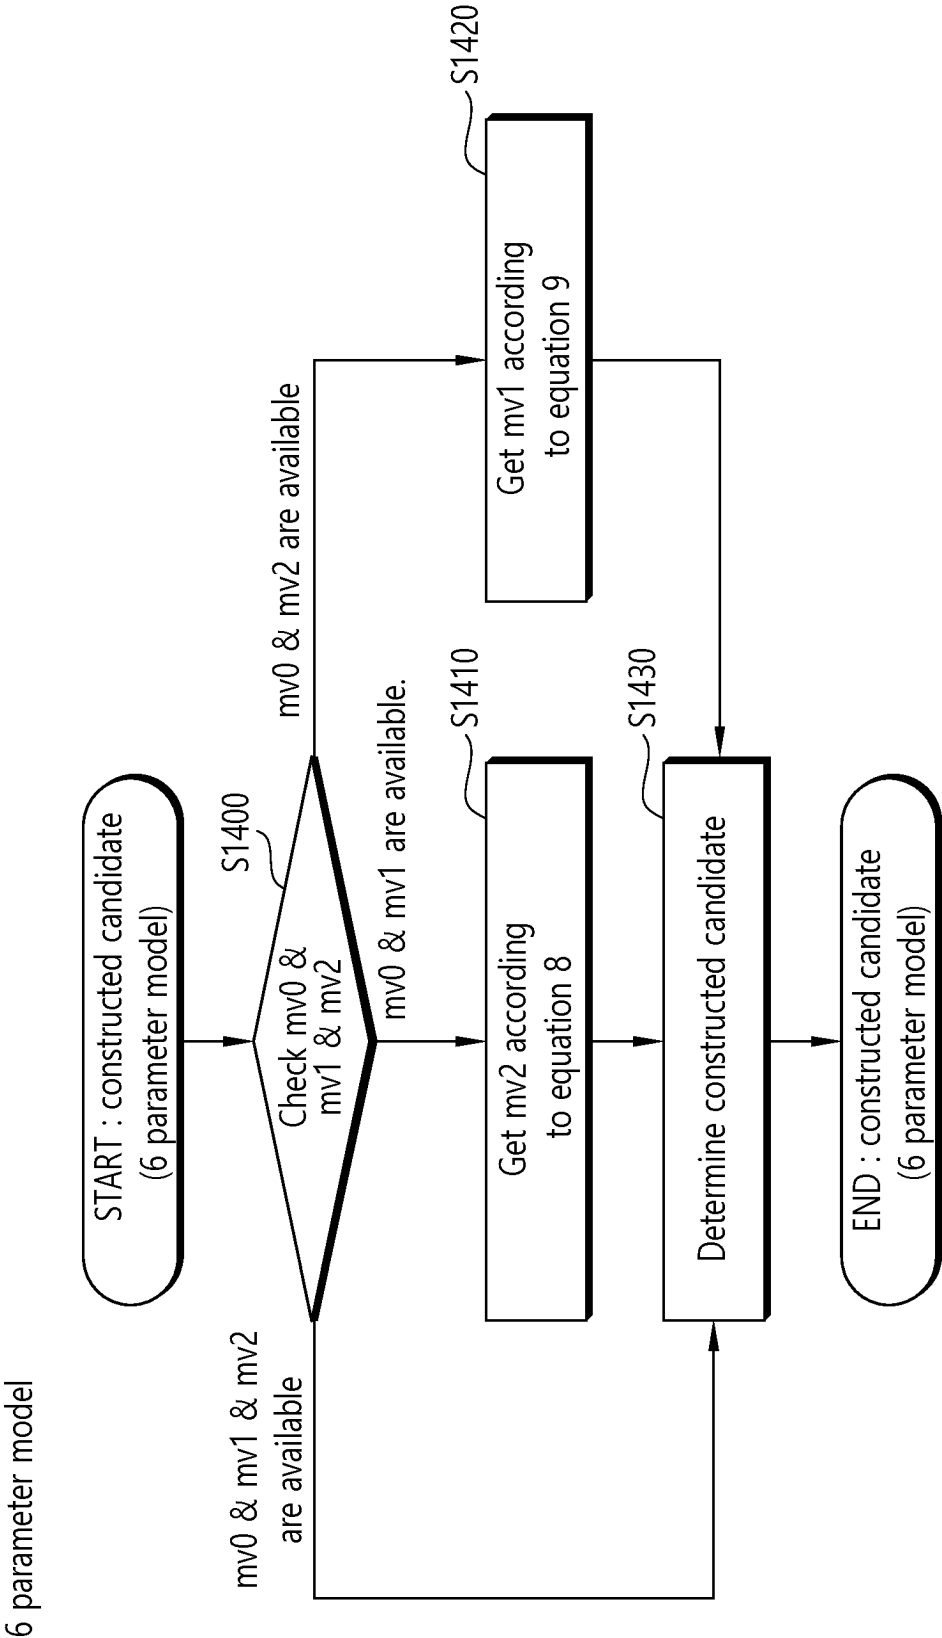 6 parameter model
START : constructed candidate
(6 parameter model)
S1400
Check mv0 &
mv1 & mv2
mv0 & mv1 & mv2
are available
mv0 & mv1 are available.
mv0 & mv2 are available
S1410
Get mv2 according
to equation 8
S1420
Get mv1 according
to equation 9
S1430
Determine constructed candidate
END : constructed candidate
(6 parameter model)